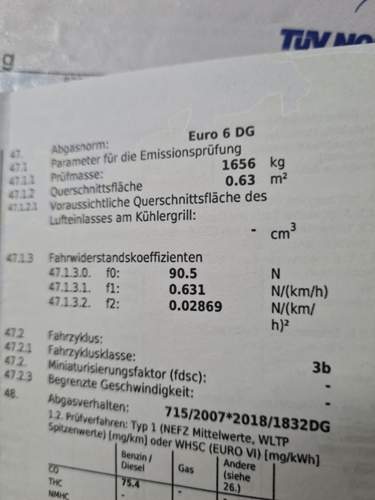 g
TÜV NO
47. Abgasnorm: Euro 6 DG
47.1 Parameter für die Emissionsprüfung
47.1.1 Prüfmasse: 1656 kg
47.1.2 Querschnittsfläche 0.63 m²
47.1.2.1 Voraussichtliche Querschnittsfläche des
Lufteinlasses am Kühlergrill: - cm³
47.1.3 Fahrwiderstandskoeffizienten
47.1.3.0. f0: 90.5 N
47.1.3.1. f1: 0.631 N/(km/h)
47.1.3.2. f2: 0.02869 N/(km/
h)²
47.2 Fahrzyklus:
47.2.1 Fahrzyklusklasse: 3b
47.2. Miniaturisierungsfaktor (fdsc): -
47.2.3 Begrenzte Geschwindigkeit: -
48. Abgasverhalten: 715/2007*2018/1832DG
1.2. Prüfverfahren: Typ 1 (NEFZ Mittelwerte, WLTP
Spitzenwerte) [mg/km] oder WHSC (EURO VI) [mg/kWh]
Benzin / Gas Andere
Diesel (siehe
26.)
CO
THC 75.4 - -
NMHC -